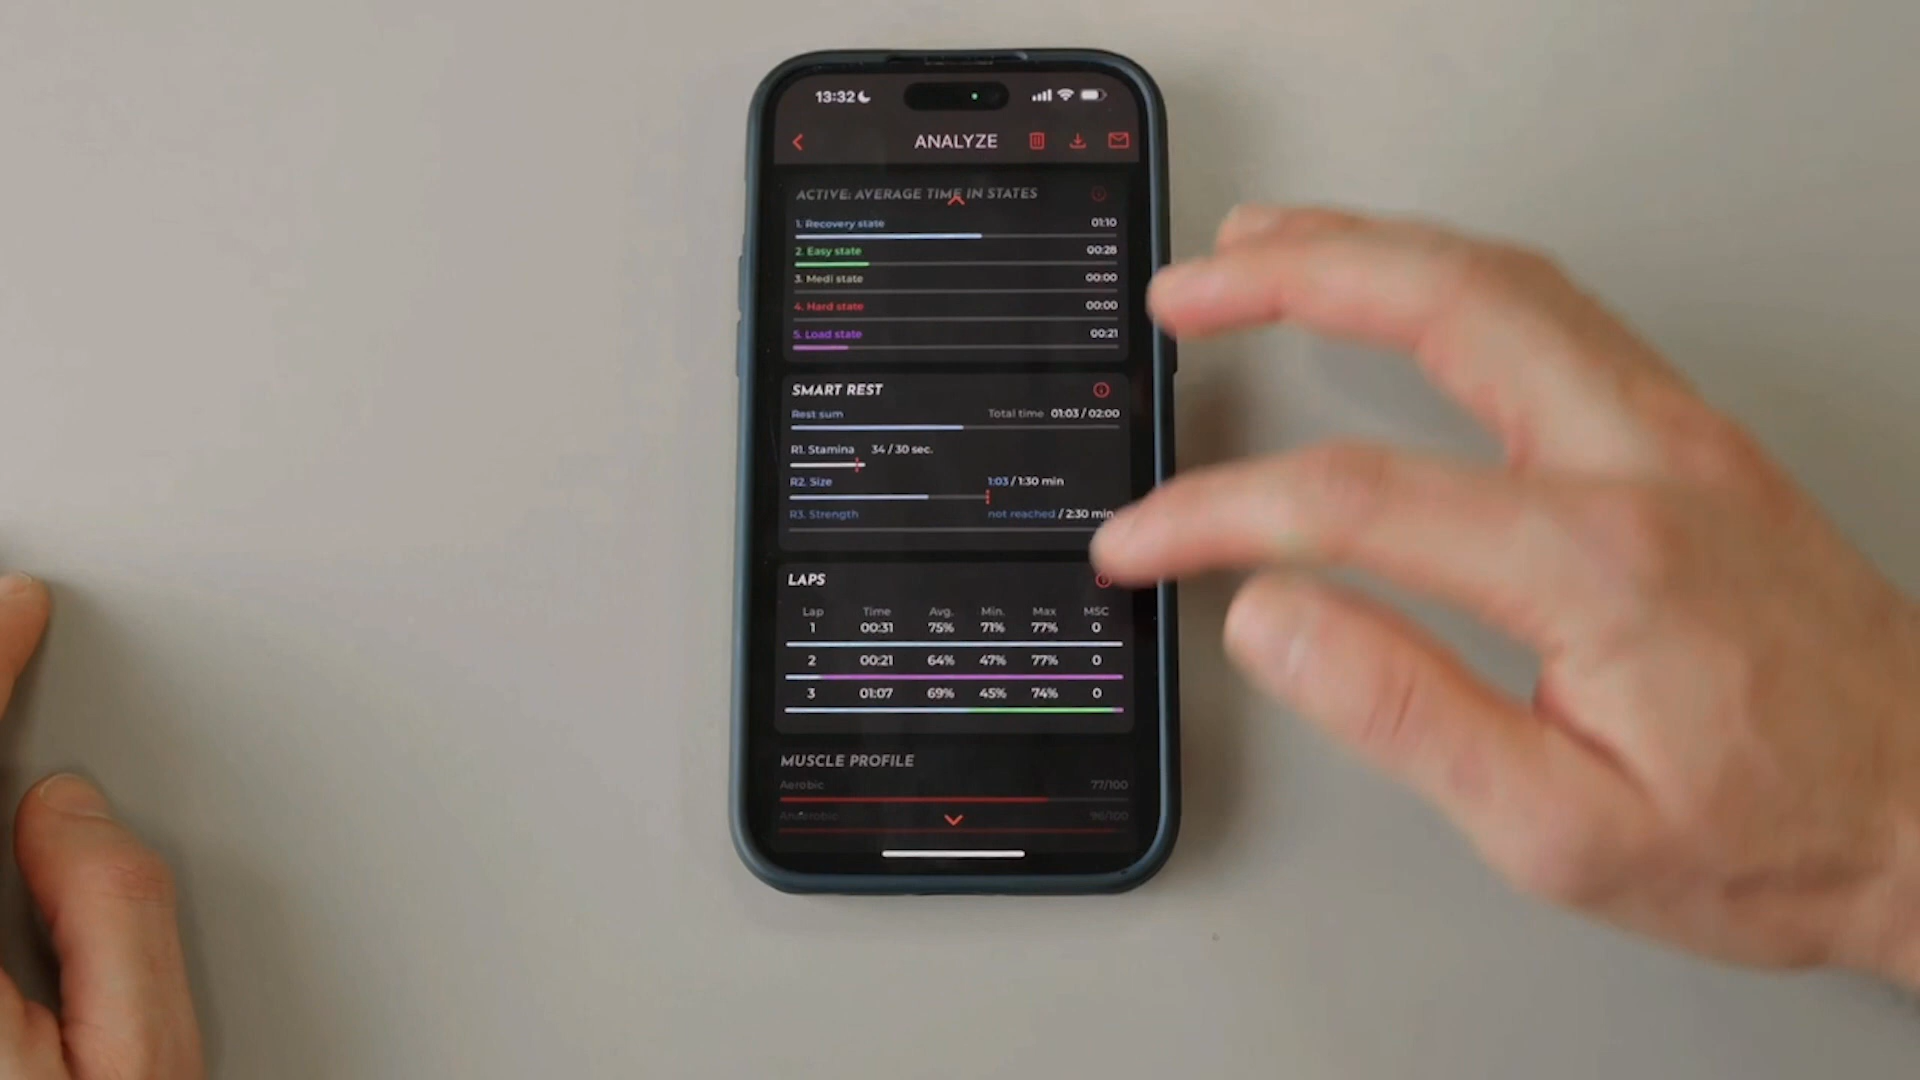 13:32
ANALYZE
ACTIVE: AVERAGE TIME IN STATES
1. Recovery state 01:10
2. Easy state 00:28
3. Medi state 00:00
4. Hard state 00:00
5. Load state 00:21
SMART REST
Rest sum Total time 01:03 / 02:00
R1. Stamina 34 / 30 sec.
R2. Size 1:03 / 1:30 min
R3. Strength not reached / 2:30 min.
LAPS
Lap Time Avg. Min. Max MSC
1 00:31 75% 71% 77% 0
2 00:21 64% 47% 77% 0
3 01:07 69% 45% 74% 0
MUSCLE PROFILE
Aerobic 77/100
Anaerobic 96/100